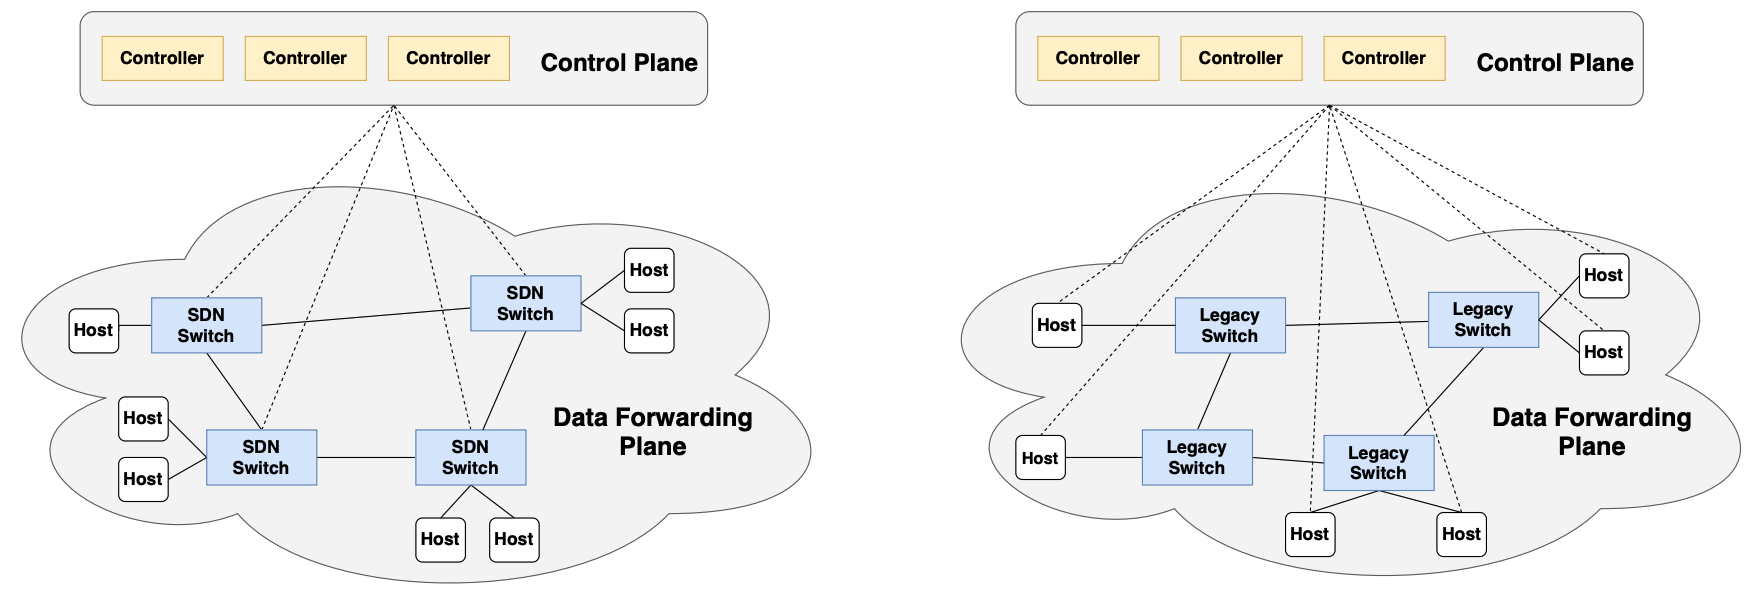 Controller
Controller
Controller
Control Plane
Host
SDN
Switch
SDN
Switch
Host
Host
Host
Host
SDN
Switch
SDN
Switch
Data Forwarding
Plane
Host
Host
Controller
Controller
Controller
Control Plane
Host
Legacy
Switch
Legacy
Switch
Host
Host
Host
Legacy
Switch
Legacy
Switch
Data Forwarding
Plane
Host
Host